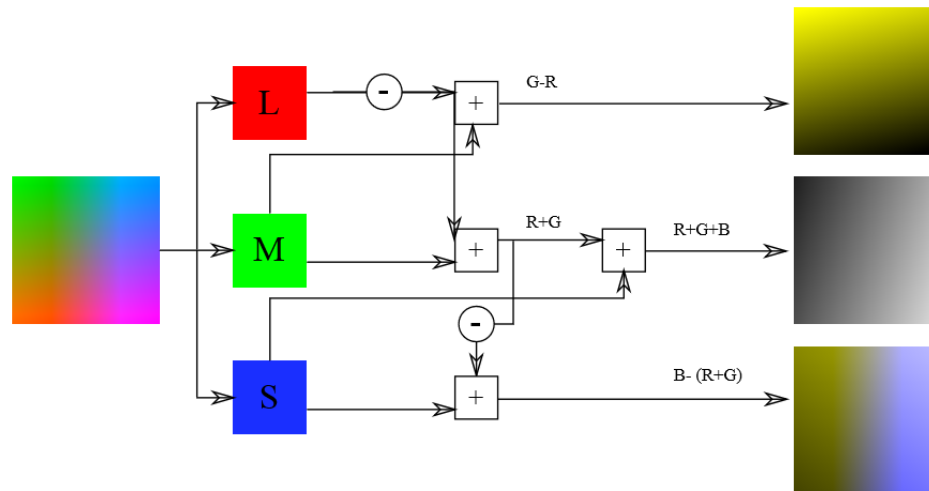 L
-
+
G-R
M
+
R+G
+
R+G+B
-
S
+
B- (R+G)